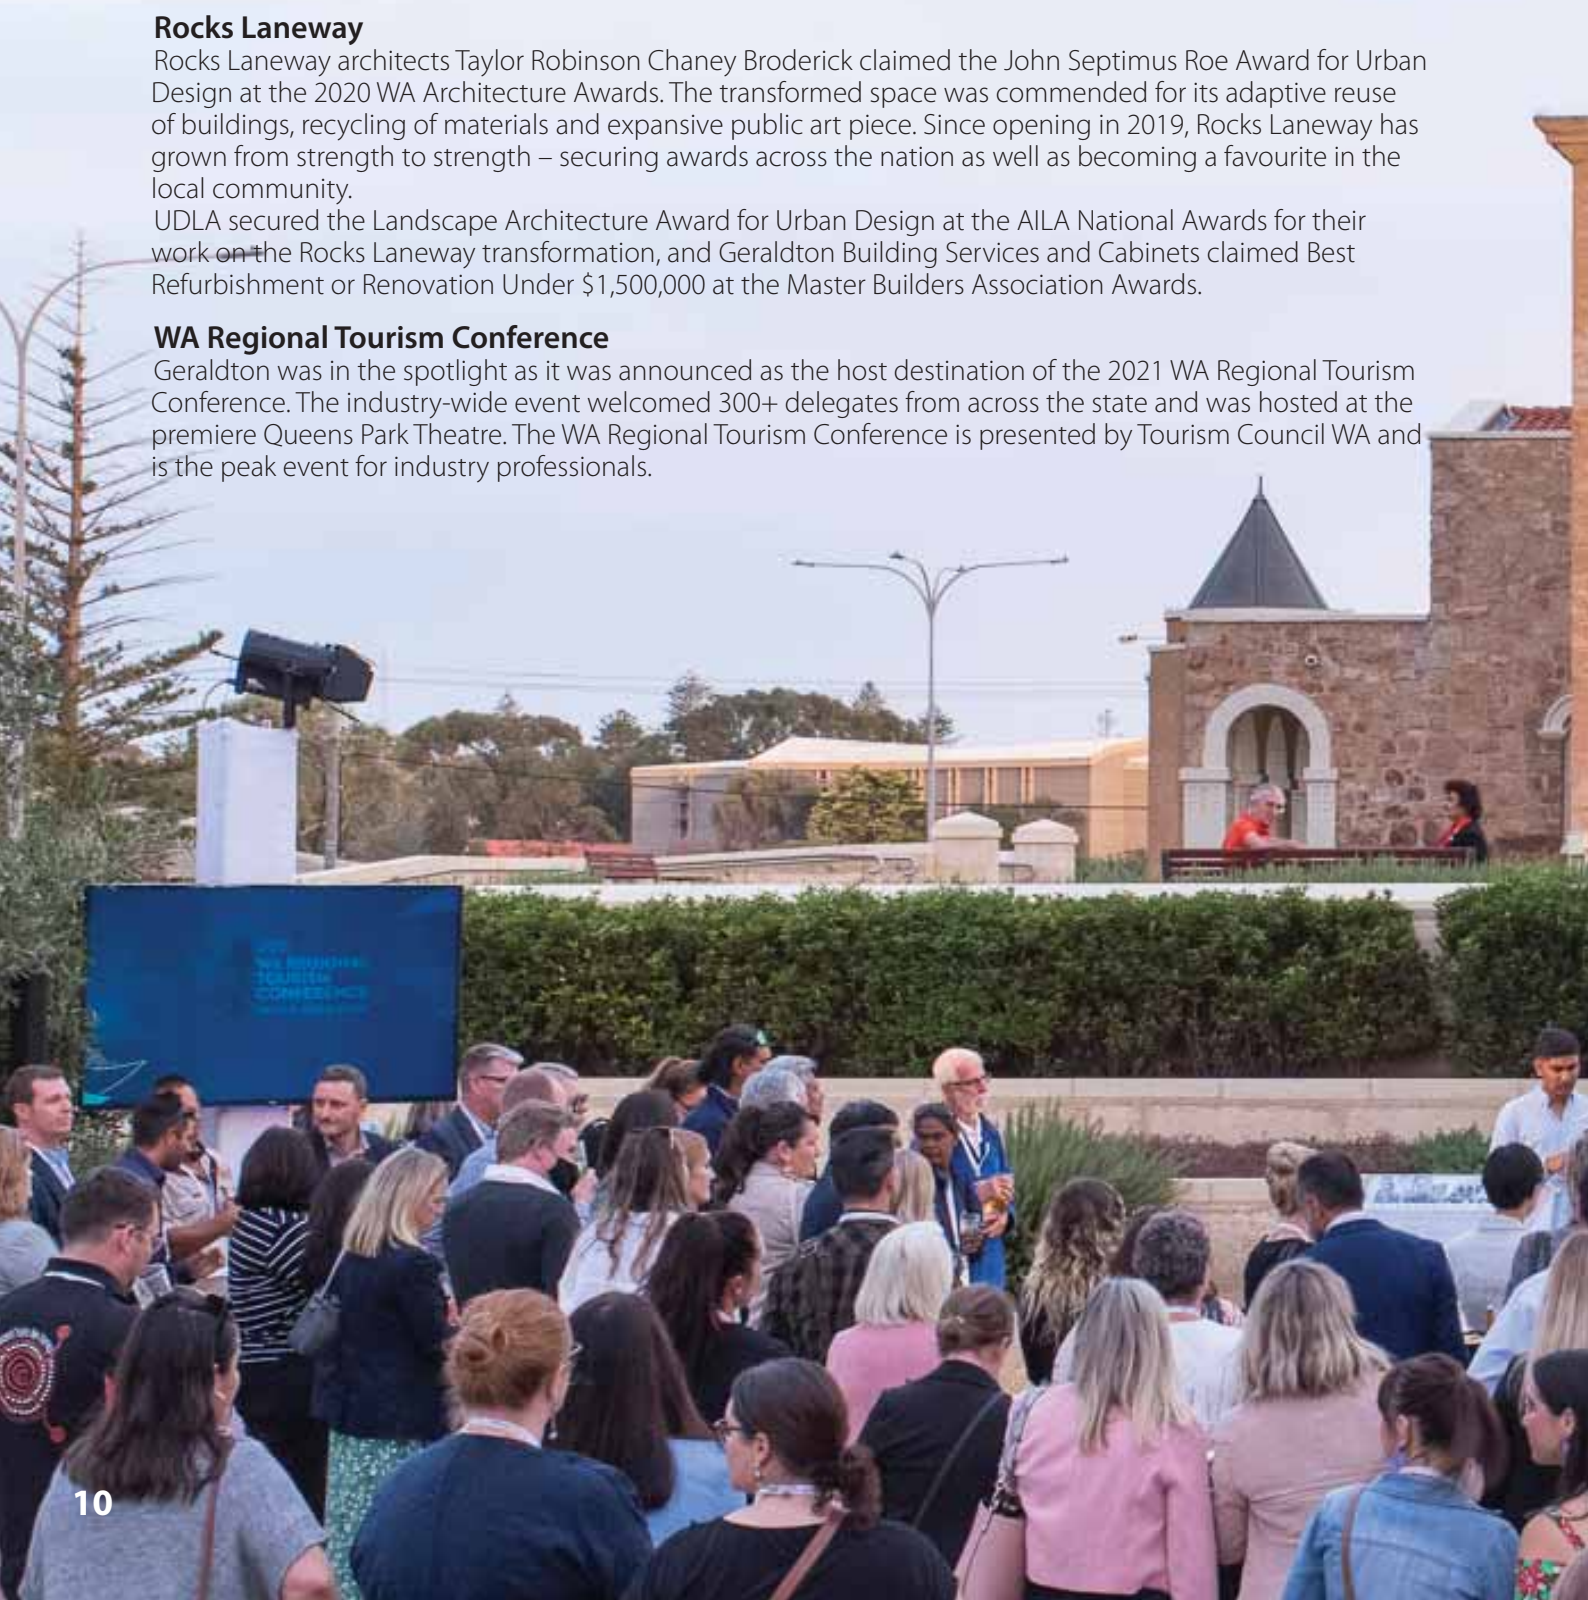 Rocks Laneway
Rocks Laneway architects Taylor Robinson Chaney Broderick claimed the John Septimus Roe Award for Urban
Design at the 2020 WA Architecture Awards. The transformed space was commended for its adaptive reuse
of buildings, recycling of materials and expansive public art piece. Since opening in 2019, Rocks Laneway has
grown from strength to strength – securing awards across the nation as well as becoming a favourite in the
local community.
UDLA secured the Landscape Architecture Award for Urban Design at the AILA National Awards for their
work on the Rocks Laneway transformation, and Geraldton Building Services and Cabinets claimed Best
Refurbishment or Renovation Under $1,500,000 at the Master Builders Association Awards.
WA Regional Tourism Conference
Geraldton was in the spotlight as it was announced as the host destination of the 2021 WA Regional Tourism
Conference. The industry-wide event welcomed 300+ delegates from across the state and was hosted at the
premiere Queens Park Theatre. The WA Regional Tourism Conference is presented by Tourism Council WA and
is the peak event for industry professionals.
WA REGIONAL
TOURISM
CONFERENCE
10